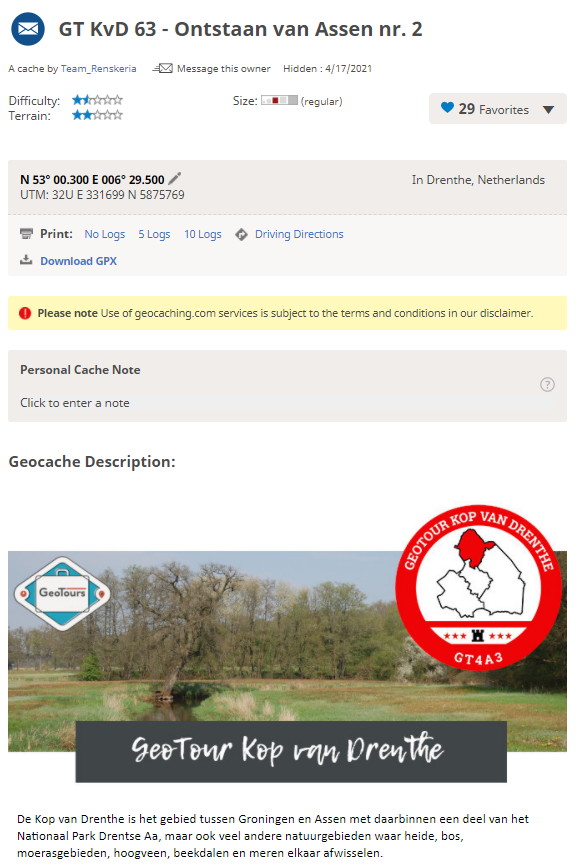 GT KvD 63 - Ontstaan van Assen nr. 2
A cache by Team_Renskeria Message this owner Hidden : 4/17/2021
Difficulty: Size: (regular)
Terrain:
29 Favorites
N 53° 00.300 E 006° 29.500 In Drenthe, Netherlands
UTM: 32U E 331699 N 5875769
Print: No Logs 5 Logs 10 Logs Driving Directions
Download GPX
Please note Use of geocaching.com services is subject to the terms and conditions in our disclaimer.
Personal Cache Note
?
Click to enter a note
Geocache Description:
GEOTOUR KOP VAN DRENTHE
GeoTours
GT4A3
GeoTour Kop van Drenthe
De Kop van Drenthe is het gebied tussen Groningen en Assen met daarbinnen een deel van het
Nationaal Park Drentse Aa, maar ook veel andere natuurgebieden waar heide, bos,
moerasgebieden, hoogveen, beekdalen en meren elkaar afwisselen.